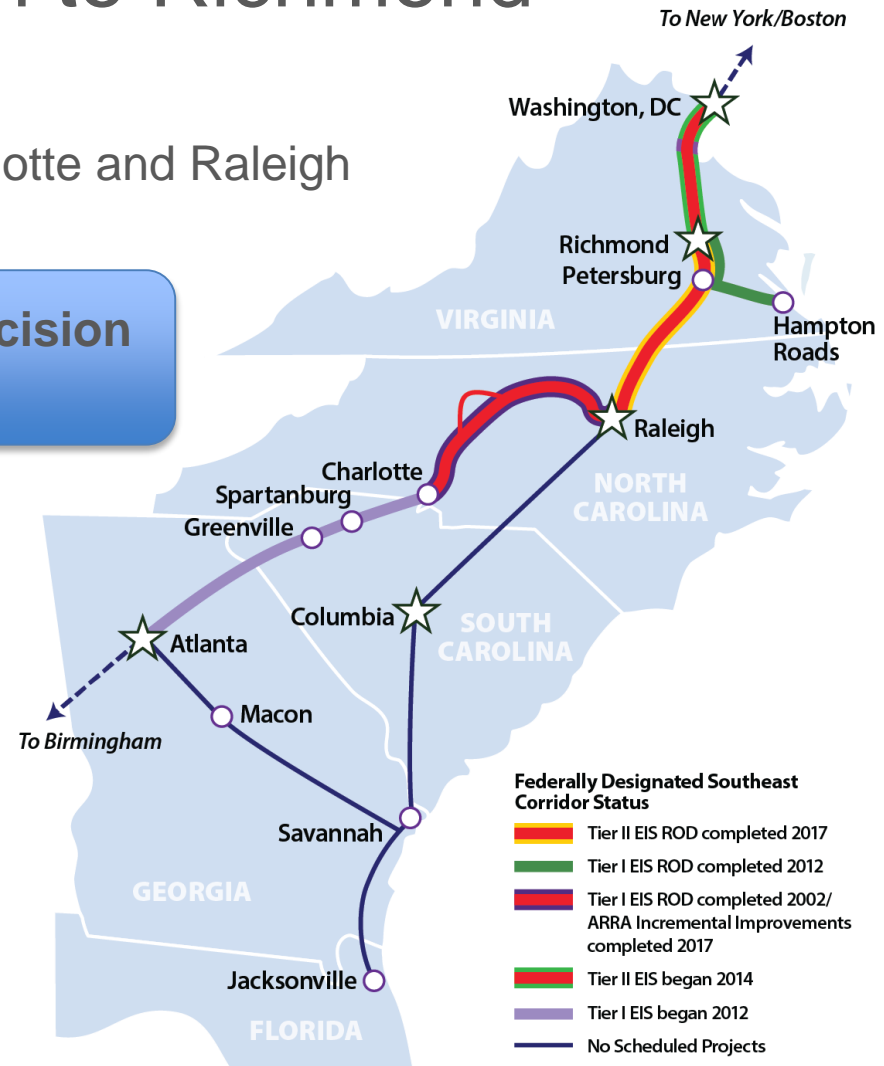 to Richmond
To New York/Boston
Washington, DC
otte and Raleigh
Richmond
Petersburg
cision
VIRGINIA
Hampton
Roads
Raleigh
Charlotte
Spartanburg
Greenville
NORTH
CAROLINA
Columbia
SOUTH
CAROLINA
Atlanta
Macon
To Birmingham
Savannah
GEORGIA
Jacksonville
FLORIDA
Federally Designated Southeast
Corridor Status
Tier II EIS ROD completed 2017
Tier I EIS ROD completed 2012
Tier I EIS ROD completed 2002/
ARRA Incremental Improvements
completed 2017
Tier II EIS began 2014
Tier I EIS began 2012
No Scheduled Projects